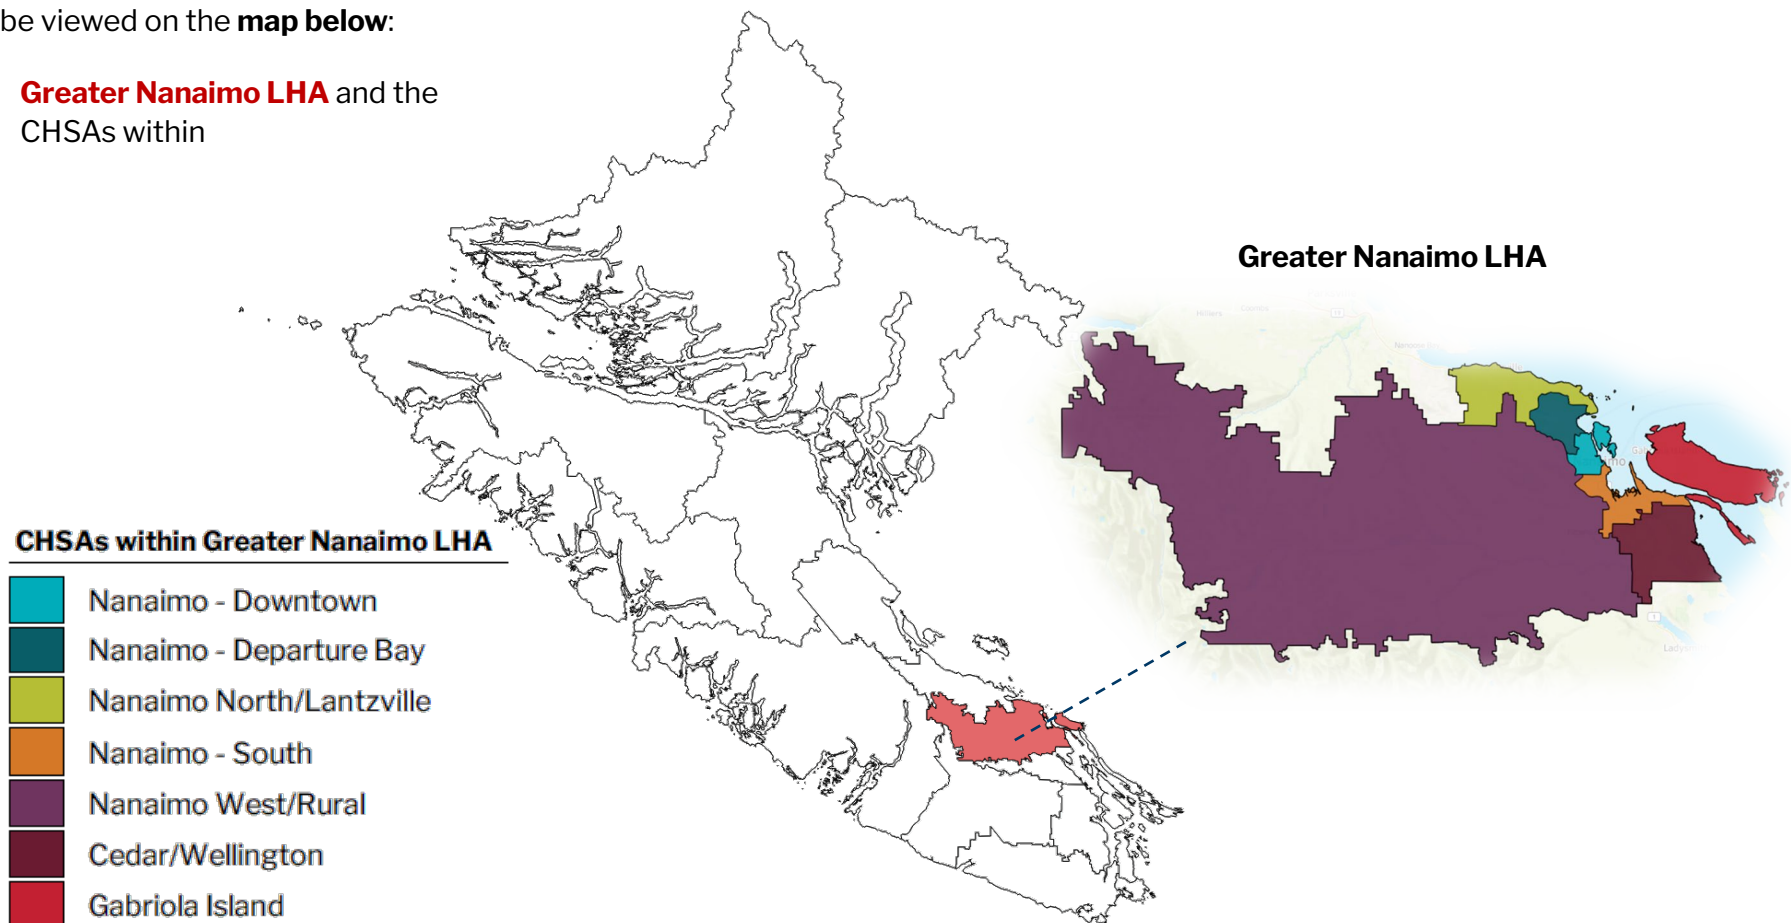 be viewed on the map below:
Greater Nanaimo LHA and the
CHSAs within
Greater Nanaimo LHA
CHSAs within Greater Nanaimo LHA
Nanaimo - Downtown
Nanaimo - Departure Bay
Nanaimo North/Lantzville
Nanaimo - South
Nanaimo West/Rural
Cedar/Wellington
Gabriola Island
Hilliers
Coombs